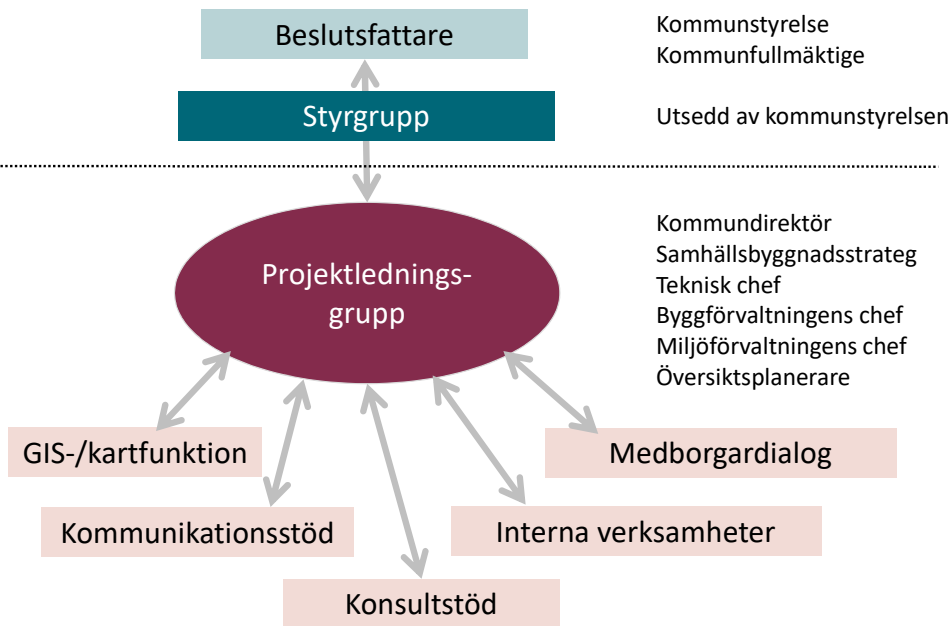 Beslutsfattare
Kommunstyrelse
Kommunfullmäktige
Styrgrupp
Utsedd av kommunstyrelsen
Projektlednings-
grupp
Kommundirektör
Samhällsbyggnadsstrateg
Teknisk chef
Byggförvaltningens chef
Miljöförvaltningens chef
Översiktsplanerare
GIS-/kartfunktion
Medborgardialog
Kommunikationsstöd
Interna verksamheter
Konsultstöd